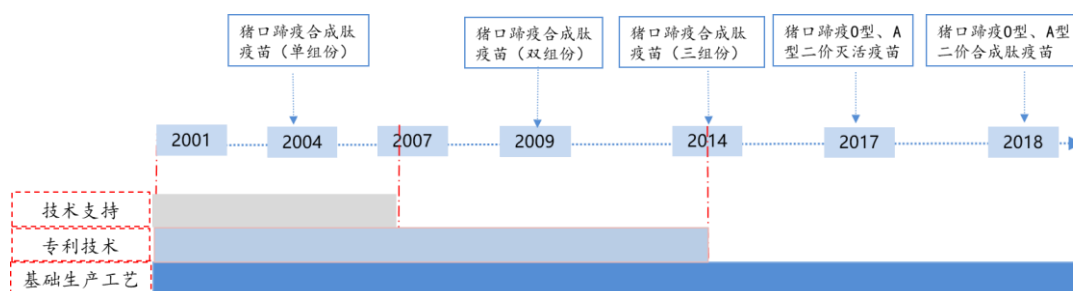 猪口蹄疫合成肽
疫苗（单组份）
猪口蹄疫合成肽
疫苗（双组份）
猪口蹄疫合成肽
疫苗（三组份）
猪口蹄疫O型、A
型二价灭活疫苗
猪口蹄疫O型、A型
二价合成肽疫苗
2001
2004
2007
2009
2014
2017
2018
技术支持
专利技术
基础生产工艺